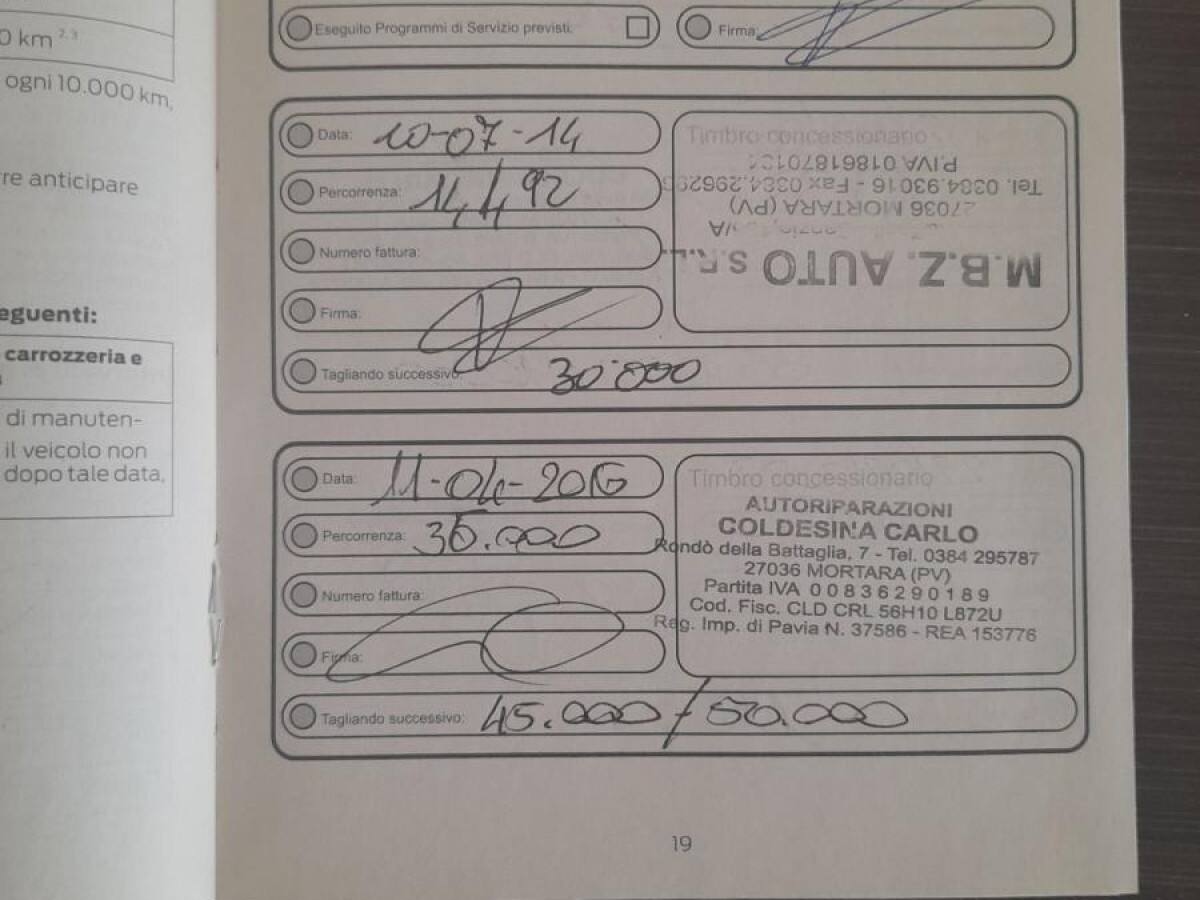 0 km 2, 3
ogni 10.000 km,
re anticipare
eguenti:
carrozzeria e
di manuten-
il veicolo non
dopo tale data,
Eseguito Programmi di Servizio previsti:
Firma:
Data: 10-07-14
Percorrenza:
Numero fattura:
Firma:
Tagliando successivo: 30.000
Timbro concessionario
M.B.Z. AUTO S.R.L.
27036 MORTARA (PV)
Tel. 0384.93016 - Fax 0384.296296
P.IVA
Data: 11-04-2016
Percorrenza: 36.000
Numero fattura:
Firma:
Tagliando successivo: 45.000 / 50.000
Timbro concessionario
AUTORIPARAZIONI
COLDESINA CARLO
Rondò della Battaglia, 7 - Tel. 0384 295787
27036 MORTARA (PV)
Partita IVA 00836290189
Cod. Fisc. CLD CRL 56H10 L872U
Reg. Imp. di Pavia N. 37586 - REA 153776
19